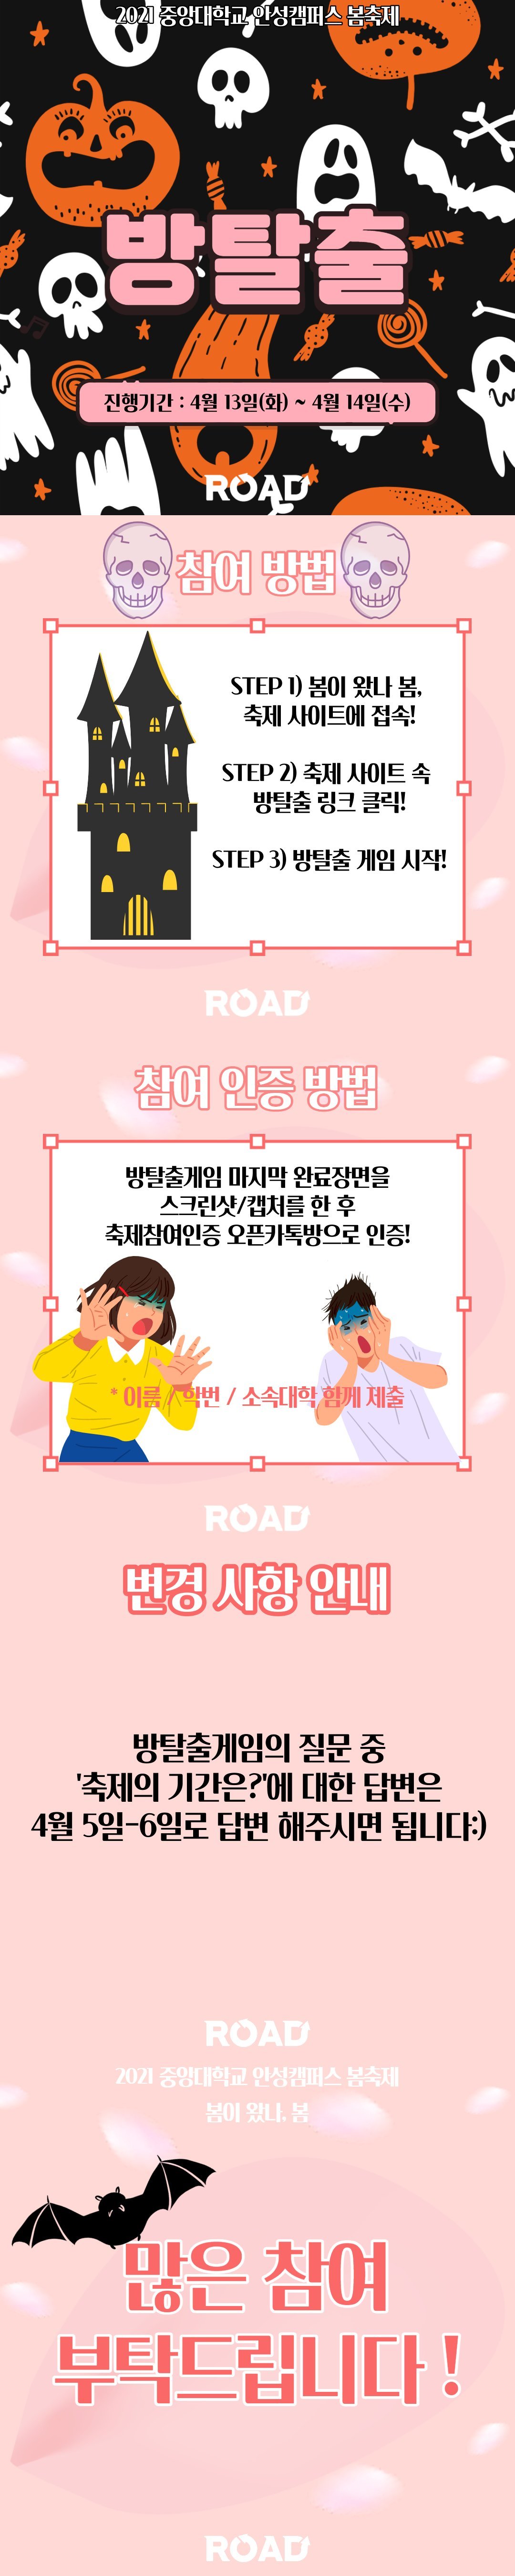 2021 중앙대학교 안성캠퍼스 봄축제
방탈출
진행기간 : 4월 13일(화) ~ 4월 14일(수)
ROAD
참여 방법
STEP 1) 봄이 왔나 봄,
축제 사이트에 접속!
STEP 2) 축제 사이트 속
방탈출 링크 클릭!
STEP 3) 방탈출 게임 시작!
ROAD
참여 인증 방법
방탈출게임 마지막 완료장면을
스크린샷/캡처를 한 후
축제참여인증 오픈카톡방으로 인증!
* 이름 / 학번 / 소속대학 함께 제출
ROAD
변경 사항 안내
방탈출게임의 질문 중
'축제의 기간은?'에 대한 답변은
4월 5일-6일로 답변 해주시면 됩니다:)
ROAD
2021 중앙대학교 안성캠퍼스 봄축제
봄이 왔나, 봄
많은 참여
부탁드립니다 !
ROAD